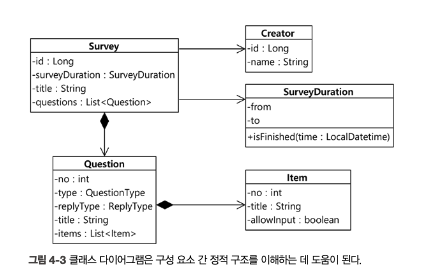 Survey
-id : Long
-surveyDuration : SurveyDuration
-title : String
-questions : List<Question>
Creator
-id : Long
-name : String
SurveyDuration
-from
-to
+isFinished(time : LocalDatetime)
Question
-no : int
-type : QuestionType
-replyType : ReplyType
-title : String
-items : List<Item>
Item
-no : int
-title : String
-allowInput : boolean
그림 4-3 클래스 다이어그램은 구성 요소 간 정적 구조를 이해하는 데 도움이 된다.